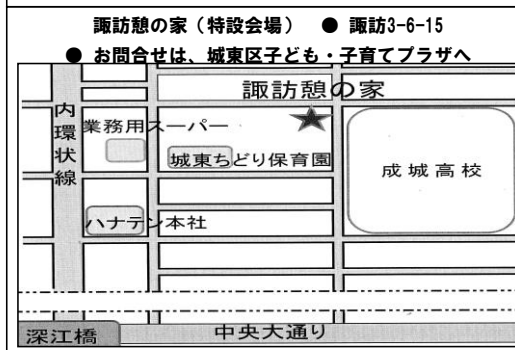 諏訪憩の家（特設会場） ● 諏訪3-6-15
● お問合せは、城東区子ども・子育てプラザへ
諏訪憩の家
内環状線
業務用スーパー
城東ちどり保育園
成城高校
ハナテン本社
深江橋
中央大通り